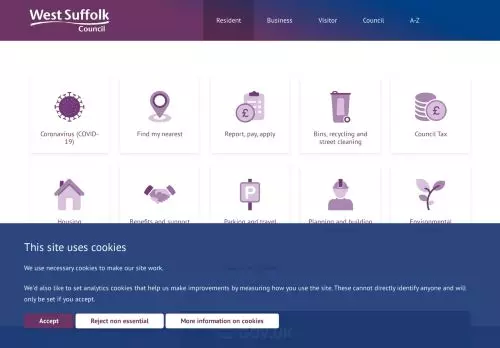 West Suffolk
Council
Resident
Business
Visitor
Council
A-Z
Coronavirus (COVID-
19)
Find my nearest
Report, pay, apply
Bins, recycling and
street cleaning
Council Tax
Housing
Benefits and support
Parking and travel
Planning and building
Environmental
This site uses cookies
We use necessary cookies to make our site work.
We'd also like to set analytics cookies that help us make improvements by measuring how you use the site. These cannot directly identify anyone and will
only be set if you accept.
Accept
Reject non essential
More information on cookies
GOV.UK